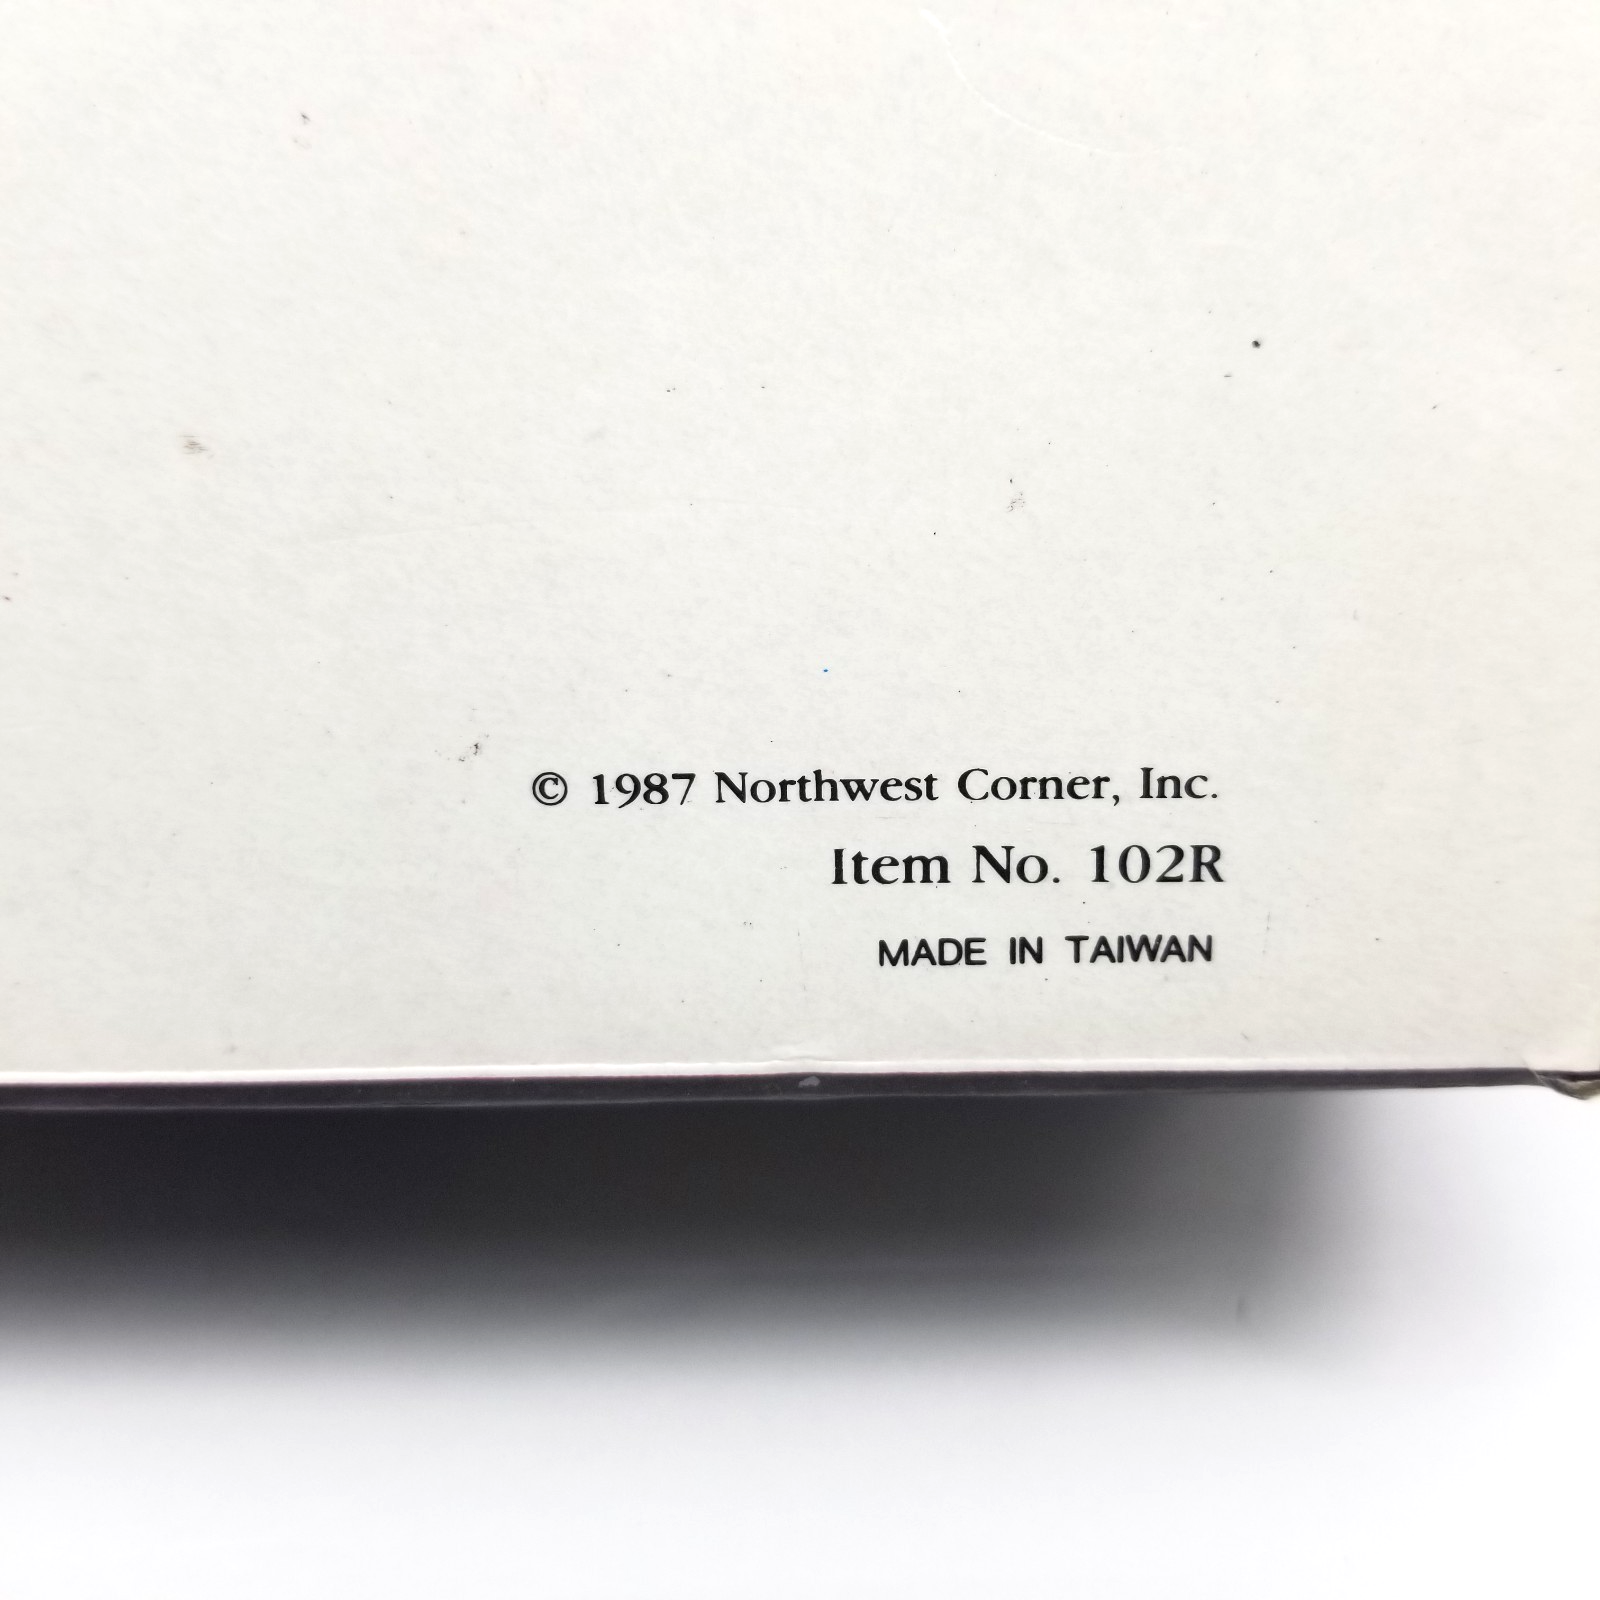 © 1987 Northwest Corner, Inc.
Item No. 102R
MADE IN TAIWAN